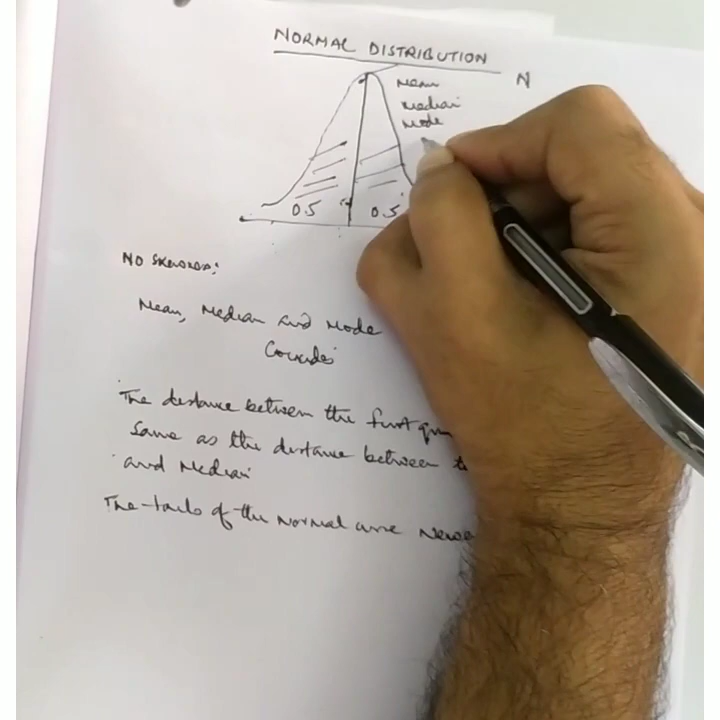 NORMAL DISTRIBUTION
N
Mean
Median
Mode
0.5 0.5
NO SKEWNESS:
Mean, Median and Mode
Coincides
The distance between the first
same as the distance between
and Median
The tails of the Normal curve